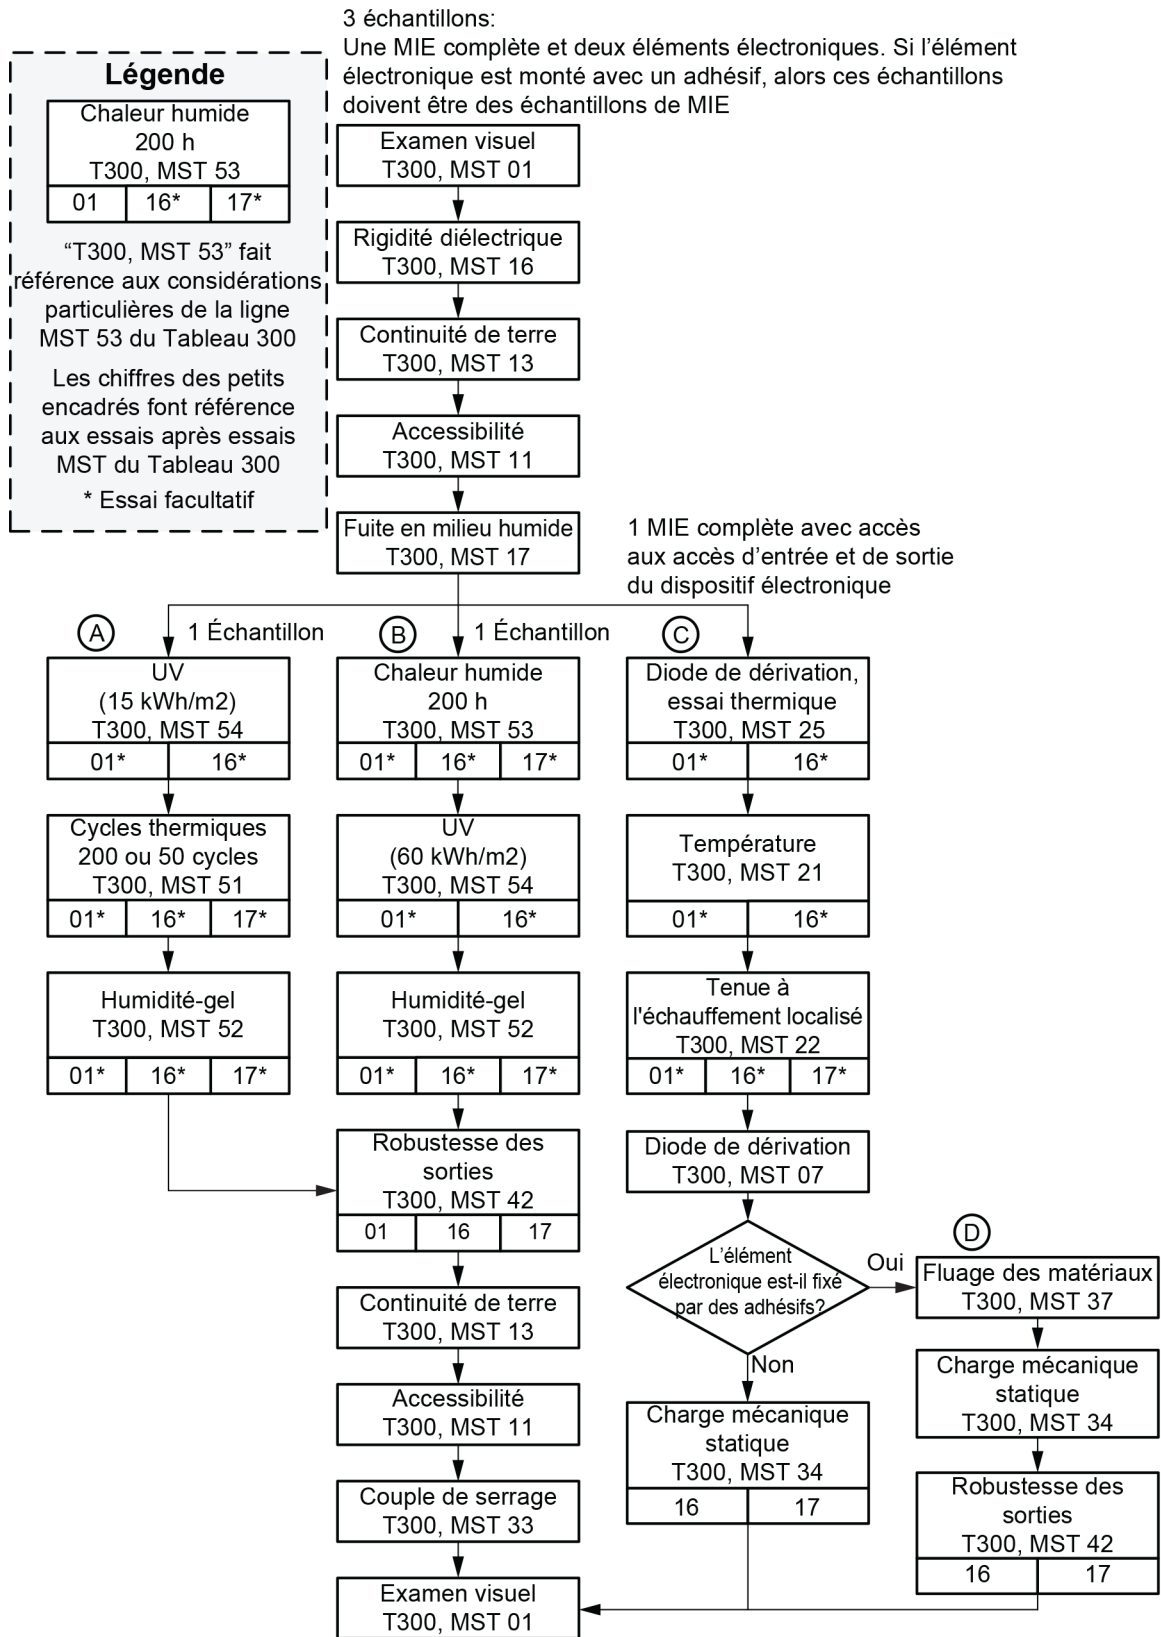 3 échantillons:
Une MIE complète et deux éléments électroniques. Si l'élément
électronique est monté avec un adhésif, alors ces échantillons
doivent être des échantillons de MIE
Légende
Chaleur humide
200 h
T300, MST 53
01 16* 17*
“T300, MST 53” fait
référence aux considérations
particulières de la ligne
MST 53 du Tableau 300
Les chiffres des petits
encadrés font référence
aux essais après essais
MST du Tableau 300
* Essai facultatif
Examen visuel
T300, MST 01
Rigidité diélectrique
T300, MST 16
Continuité de terre
T300, MST 13
Accessibilité
T300, MST 11
Fuite en milieu humide
T300, MST 17
1 MIE complète avec accès
aux accès d'entrée et de sortie
du dispositif électronique
A
1 Échantillon
UV
(15 kWh/m2)
T300, MST 54
01* 16*
Cycles thermiques
200 ou 50 cycles
T300, MST 51
01* 16* 17*
Humidité-gel
T300, MST 52
01* 16* 17*
B
1 Échantillon
Chaleur humide
200 h
T300, MST 53
01* 16* 17*
UV
(60 kWh/m2)
T300, MST 54
01* 16*
Humidité-gel
T300, MST 52
01* 16* 17*
Robustesse des
sorties
T300, MST 42
01 16 17
Continuité de terre
T300, MST 13
Accessibilité
T300, MST 11
Couple de serrage
T300, MST 33
Examen visuel
T300, MST 01
C
Diode de dérivation,
essai thermique
T300, MST 25
01* 16*
Température
T300, MST 21
01* 16*
Tenue à
l'échauffement localisé
T300, MST 22
01* 16* 17*
Diode de dérivation
T300, MST 07
L'élément
électronique est-il fixé
par des adhésifs?
Oui
Non
Charge mécanique
statique
T300, MST 34
16 17
D
Fluage des matériaux
T300, MST 37
Charge mécanique
statique
T300, MST 34
Robustesse des
sorties
T300, MST 42
16 17